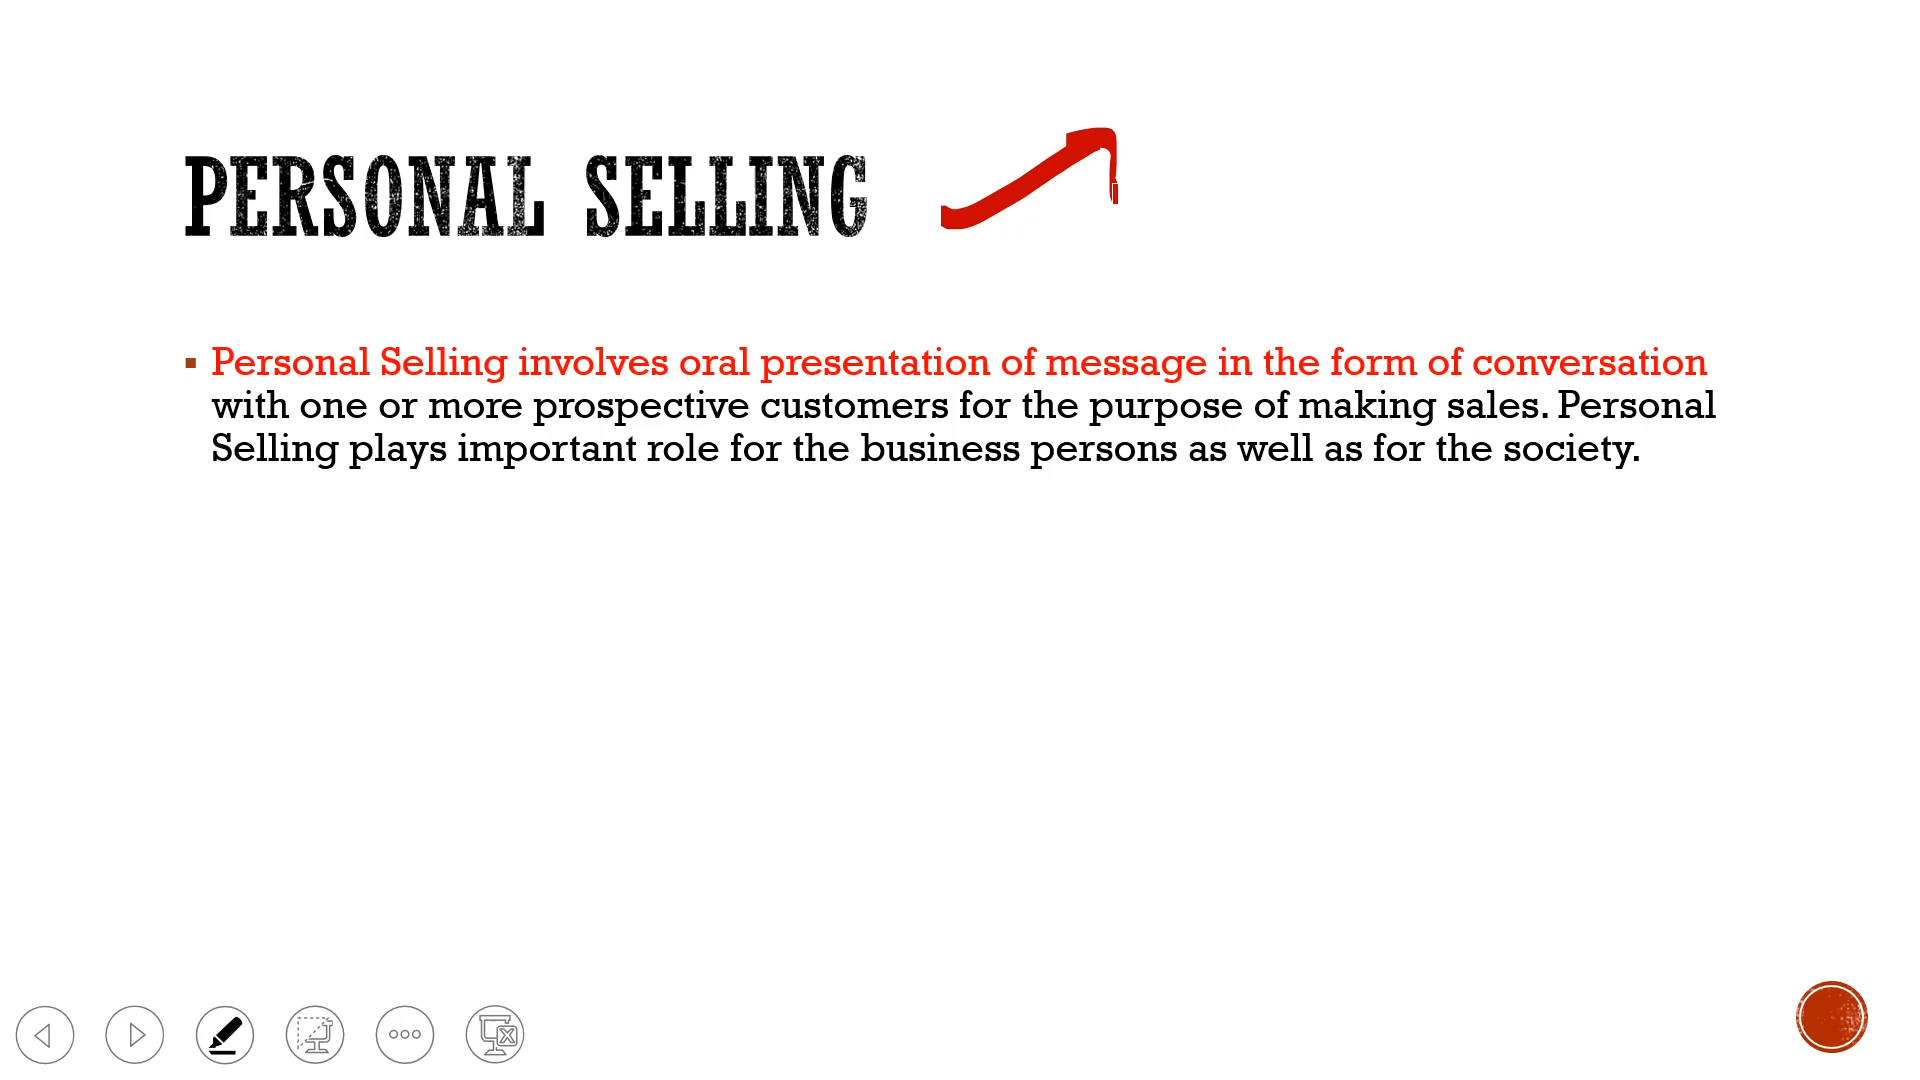 PERSONAL SELLING
▪ Personal Selling involves oral presentation of message in the form of conversation
with one or more prospective customers for the purpose of making sales. Personal
Selling plays important role for the business persons as well as for the society.